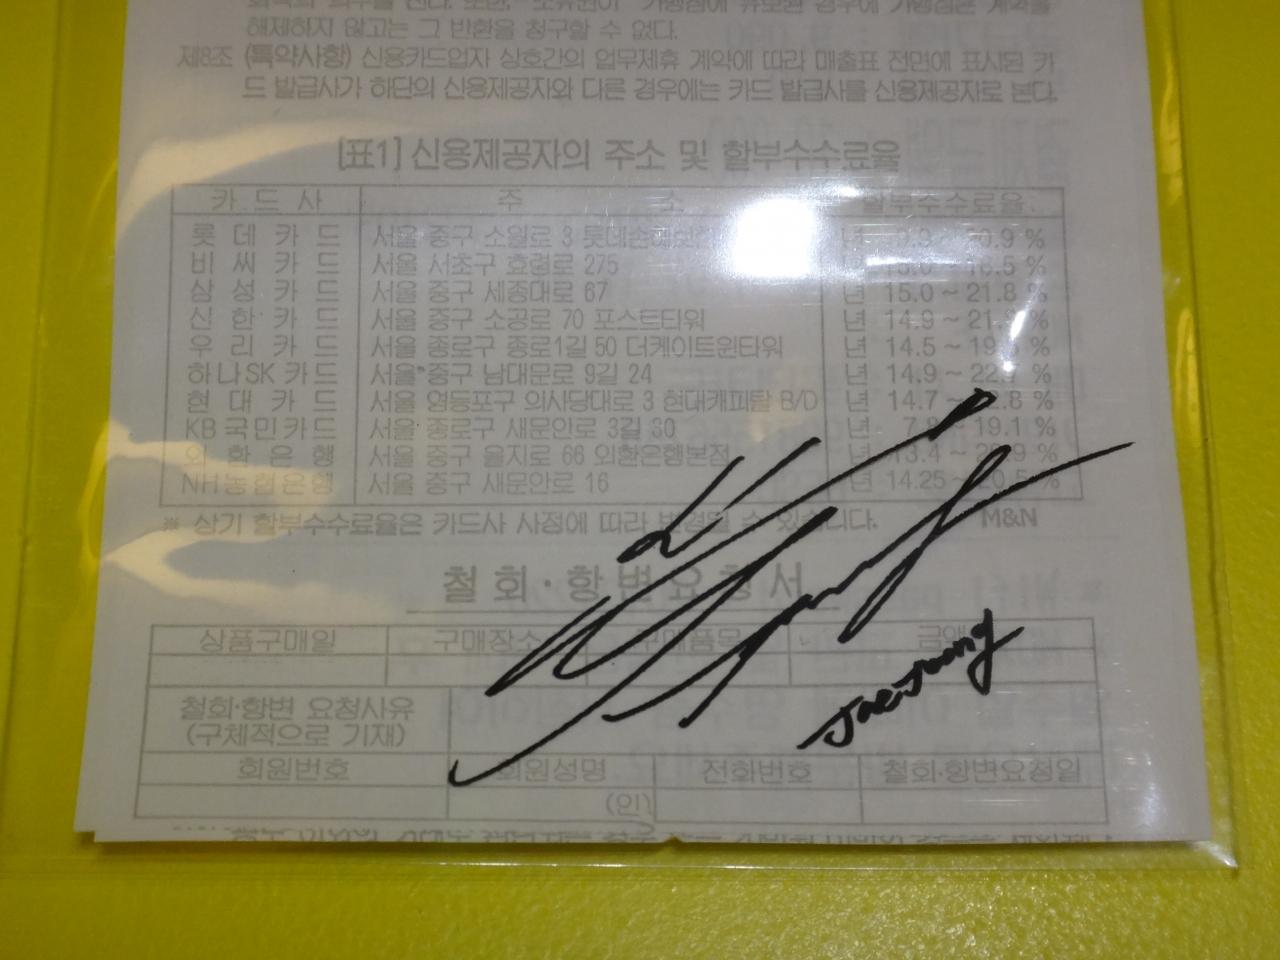 해제하지 않고는 그 반환을 청구할 수 없다.
제8조 (특약사항) 신용카드업자 상호간의 업무제휴 계약에 따라 매출표 전면에 표시된 카
드 발급사가 하단의 신용제공자와 다른 경우에는 카드 발급사를 신용제공자로 본다.
[표1] 신용제공자의 주소 및 할부수수료율
카드사 주 소 할부수수료율
롯데카드 서울 중구 소월로 3 년
비씨카드 서울 서초구 효령로 275
삼성카드 서울 중구 세종대로 67 년 15.0 ~ 21.8 %
신한카드 서울 중구 소공로 70 포스트타워 년 14.9 ~
우리카드 서울 종로구 종로1길 50 더케이트윈타워 년 14.5 ~
하나SK카드 서울 중구 남대문로 9길 24 년 14.9 ~
현대카드 서울 영등포구 의사당대로 3 현대캐피탈 B/D 년 14.7 ~
KB국민카드 서울 종로구 새문안로 3길 30 년 ~ 19.1 %
외환은행 서울 중구 을지로 66 외환은행본점 년 13.4 ~
NH농협은행 서울 중구 새문안로 16 년 14.25 ~
※ 상기 할부수수료율은 카드사 사정에 따라 변경될 수 있습니다. M&N
철회·항변요청서
상품구매일 구매장소 구매품목 금액
JaeJoong
철회·항변 요청사유
(구체적으로 기재)
회원번호 회원성명 전화번호 철회·항변요청일
(인)